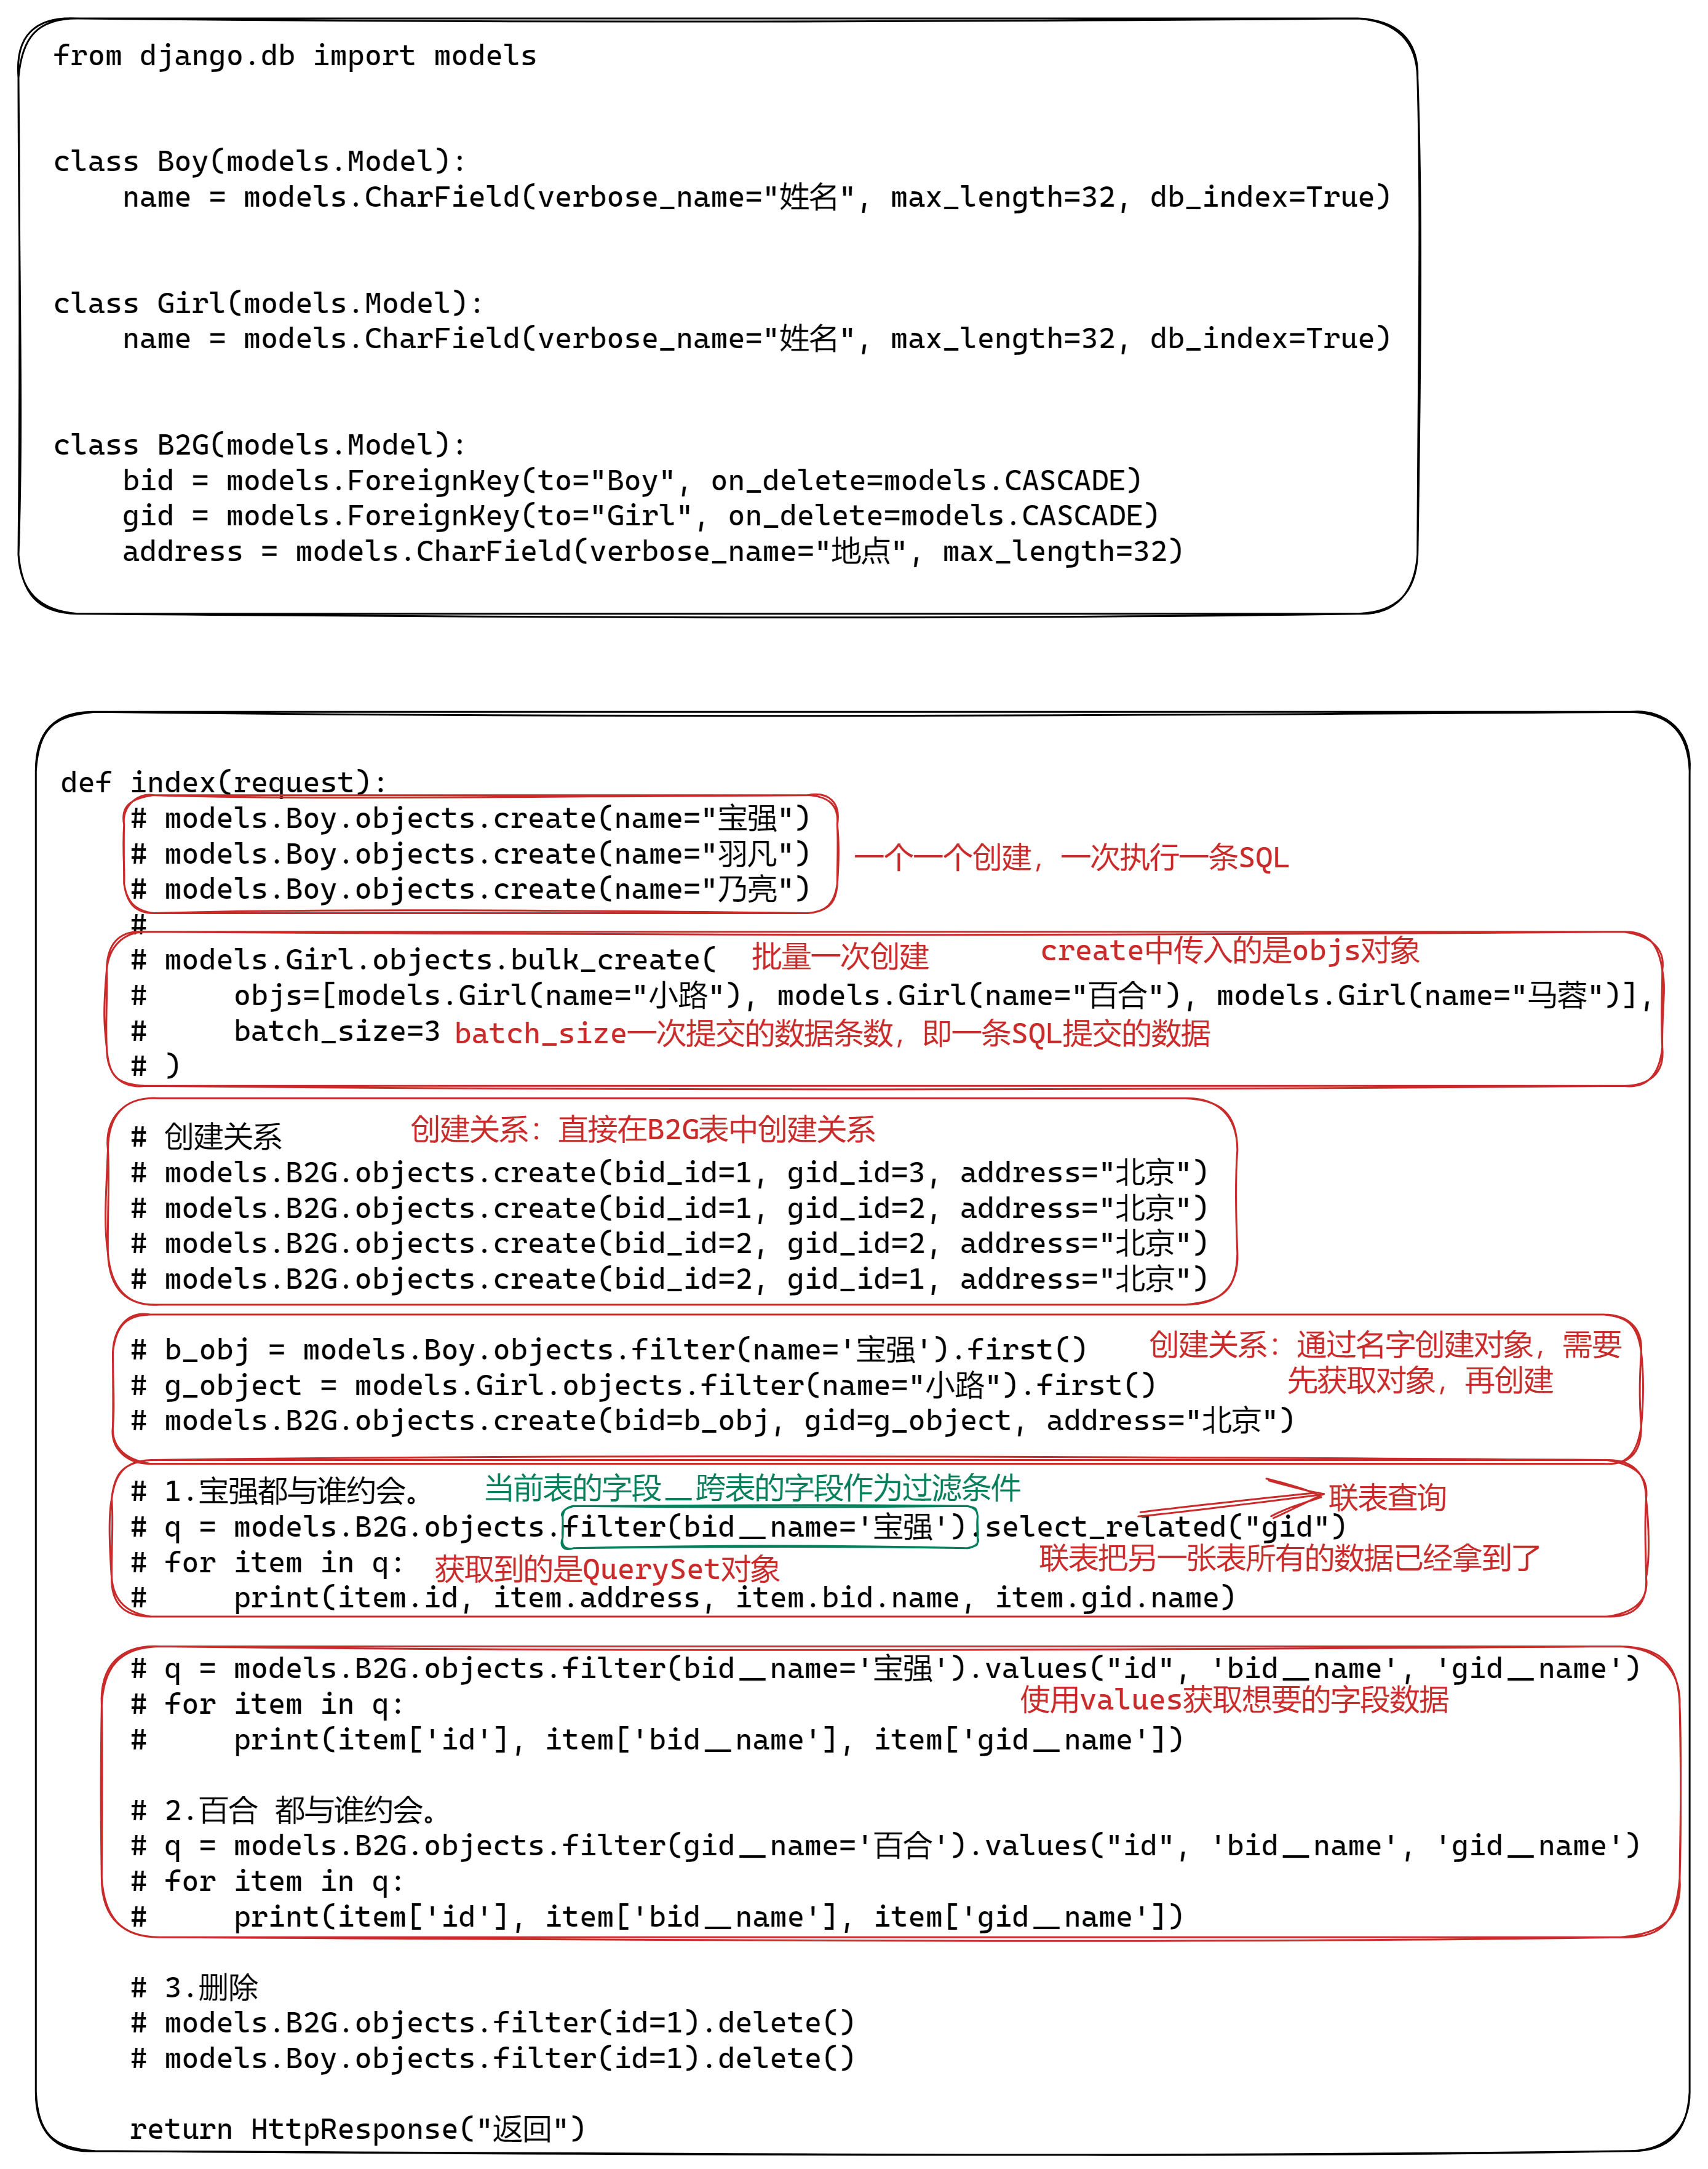 from django.db import models
class Boy(models.Model):
    name = models.CharField(verbose_name="姓名", max_length=32, db_index=True)
class Girl(models.Model):
    name = models.CharField(verbose_name="姓名", max_length=32, db_index=True)
class B2G(models.Model):
    bid = models.ForeignKey(to="Boy", on_delete=models.CASCADE)
    gid = models.ForeignKey(to="Girl", on_delete=models.CASCADE)
    address = models.CharField(verbose_name="地点", max_length=32)
def index(request):
    # models.Boy.objects.create(name="宝强")
    # models.Boy.objects.create(name="羽凡")
一个一个创建，一次执行一条SQL
    # models.Boy.objects.create(name="乃亮")
    #
    # models.Girl.objects.bulk_create(
批量一次创建
create中传入的是objs对象
    #     objs=[models.Girl(name="小路"), models.Girl(name="百合"), models.Girl(name="马蓉")],
    #     batch_size=3
batch_size一次提交的数据条数，即一条SQL提交的数据
    # )
    # 创建关系
创建关系：直接在B2G表中创建关系
    # models.B2G.objects.create(bid_id=1, gid_id=3, address="北京")
    # models.B2G.objects.create(bid_id=1, gid_id=2, address="北京")
    # models.B2G.objects.create(bid_id=2, gid_id=2, address="北京")
    # models.B2G.objects.create(bid_id=2, gid_id=1, address="北京")
    # b_obj = models.Boy.objects.filter(name='宝强').first()
创建关系：通过名字创建对象，需要
    # g_object = models.Girl.objects.filter(name="小路").first()
先获取对象，再创建
    # models.B2G.objects.create(bid=b_obj, gid=g_object, address="北京")
    # 1.宝强都与谁约会。
当前表的字段__跨表的字段作为过滤条件
联表查询
    # q = models.B2G.objects.filter(bid__name='宝强').select_related("gid")
    # for item in q:
获取到的是QuerySet对象
联表把另一张表所有的数据已经拿到了
    #     print(item.id, item.address, item.bid.name, item.gid.name)
    # q = models.B2G.objects.filter(bid__name='宝强').values("id", 'bid__name', 'gid__name')
    # for item in q:
使用values获取想要的字段数据
    #     print(item['id'], item['bid__name'], item['gid__name'])
    # 2.百合 都与谁约会。
    # q = models.B2G.objects.filter(gid__name='百合').values("id", 'bid__name', 'gid__name')
    # for item in q:
    #     print(item['id'], item['bid__name'], item['gid__name'])
    # 3.删除
    # models.B2G.objects.filter(id=1).delete()
    # models.Boy.objects.filter(id=1).delete()
    return HttpResponse("返回")